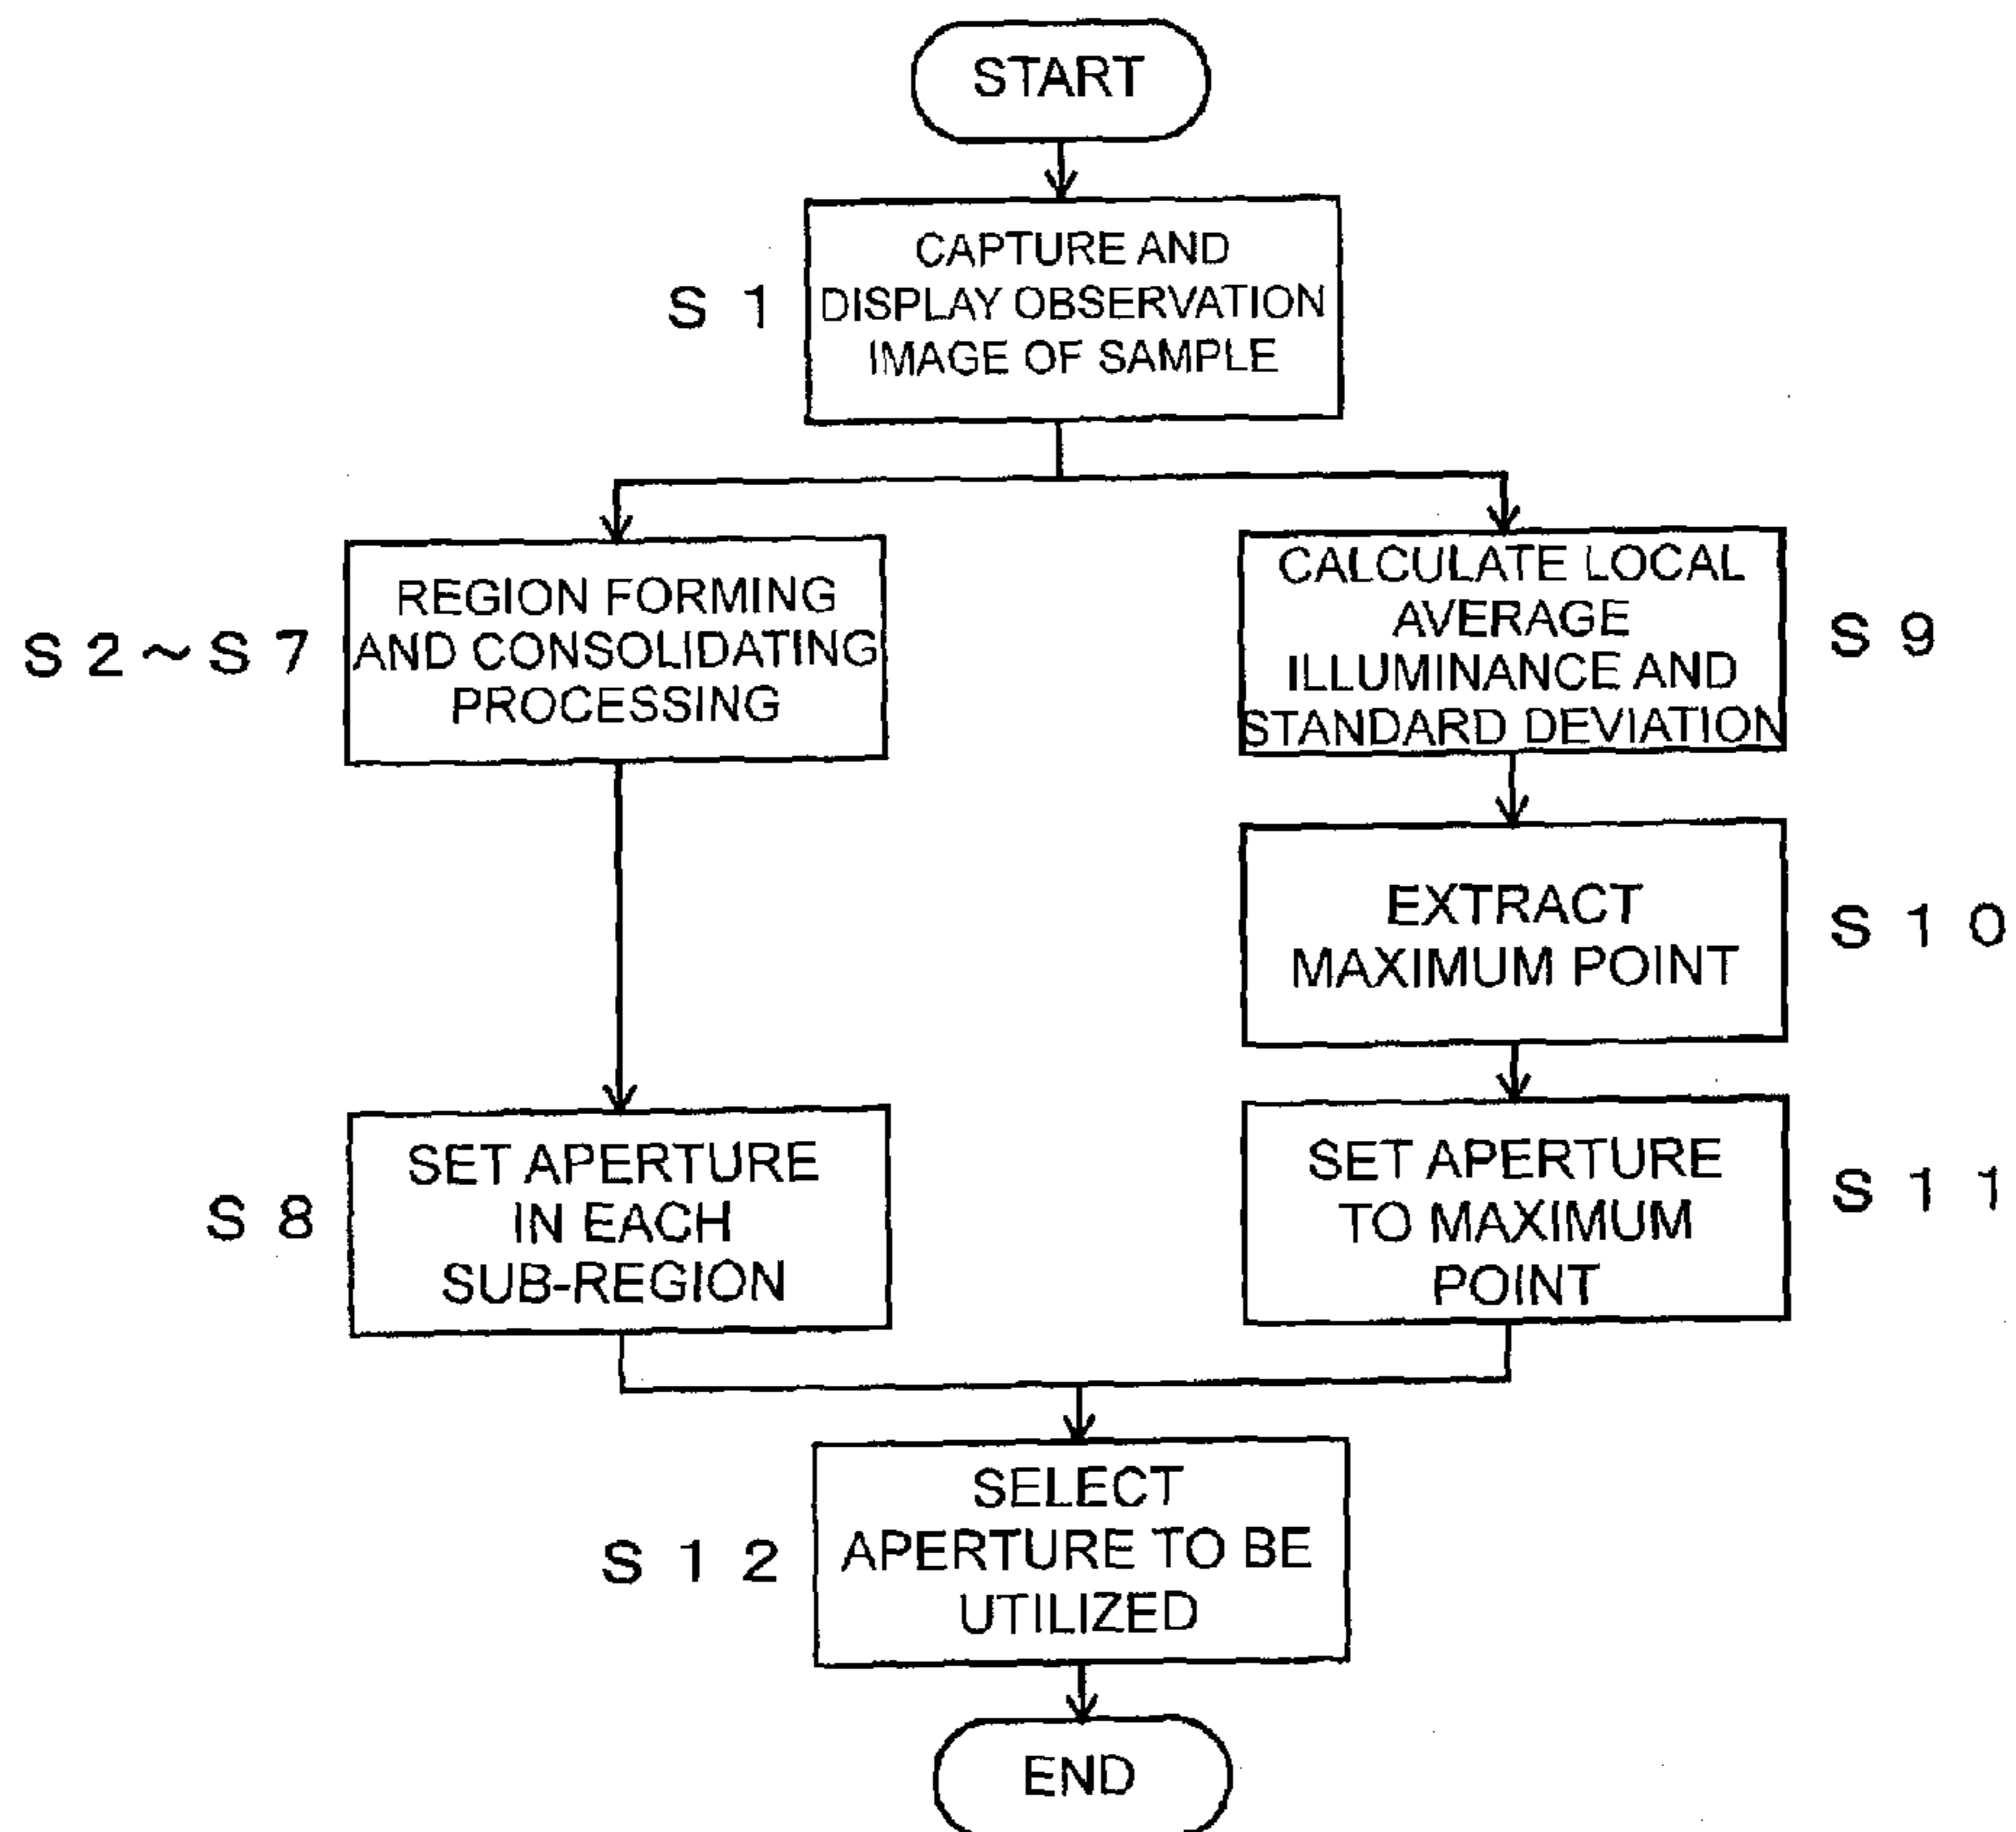 START
S 1
CAPTURE AND
DISPLAY OBSERVATION
IMAGE OF SAMPLE
S 2 ~ S 7
REGION FORMING
AND CONSOLIDATING
PROCESSING
CALCULATE LOCAL
AVERAGE
ILLUMINANCE AND
STANDARD DEVIATION
S 9
EXTRACT
MAXIMUM POINT
S 1 0
S 8
SET APERTURE
IN EACH
SUB-REGION
SET APERTURE
TO MAXIMUM
POINT
S 1 1
S 1 2
SELECT
APERTURE TO BE
UTILIZED
END